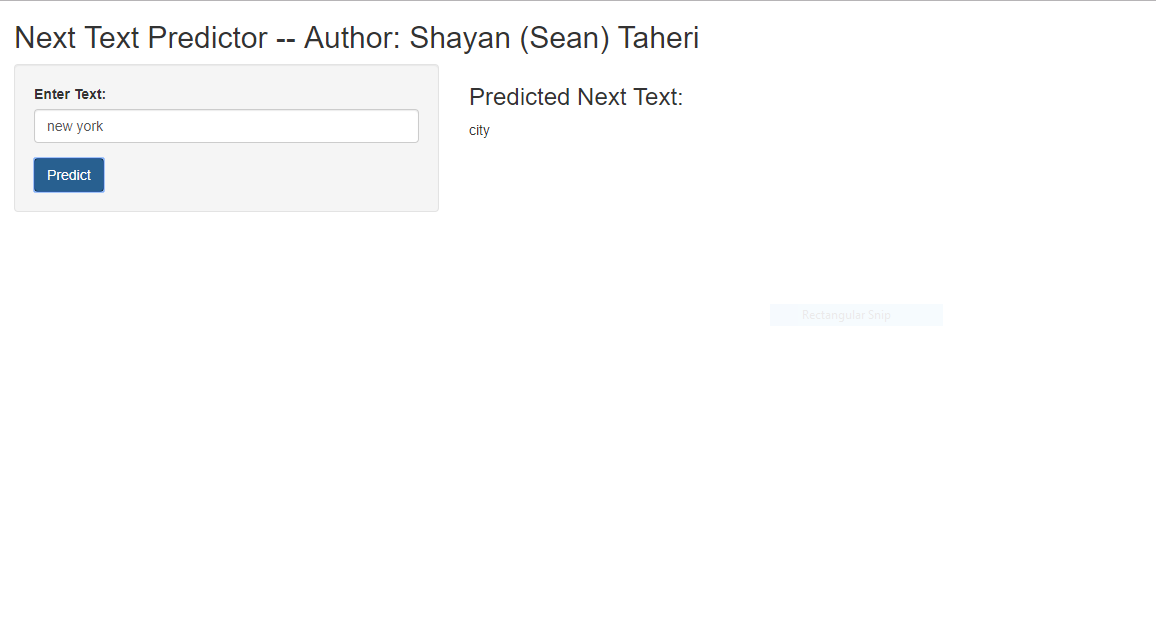 Next Text Predictor -- Author: Shayan (Sean) Taheri
Enter Text:
new york
Predict
Predicted Next Text:
city
Rectangular Snip